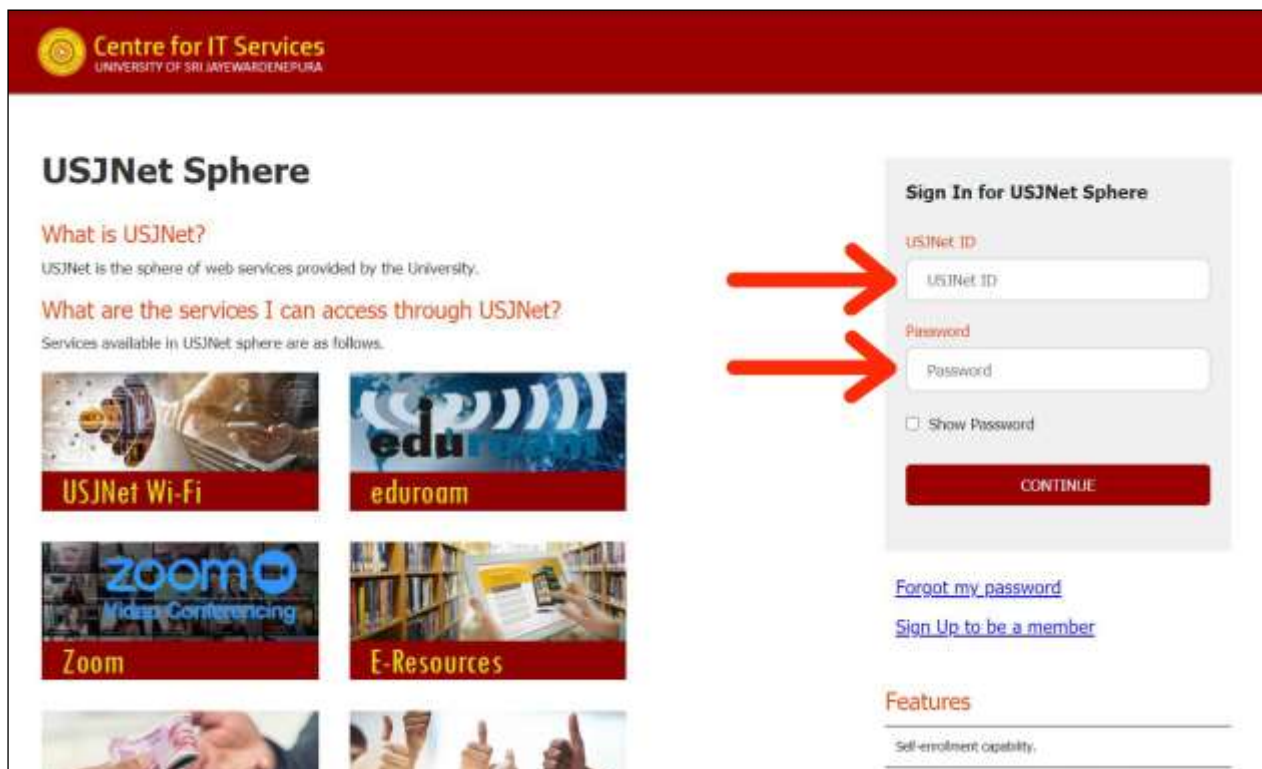 Centre for IT Services
UNIVERSITY OF SRI JAYEWARDENEPURA
USJNet Sphere
What is USJNet?
USJNet is the sphere of web services provided by the University.
What are the services I can access through USJNet?
Services available in USJNet sphere are as follows.
USJNet Wi-Fi
eduroam
eduroam
zoom
Video Conferencing
Zoom
E-Resources
Sign In for USJNet Sphere
USJNet ID
USJNet ID
Password
Password
Show Password
CONTINUE
Forgot my password
Sign Up to be a member
Features
Self-enrollment capability.